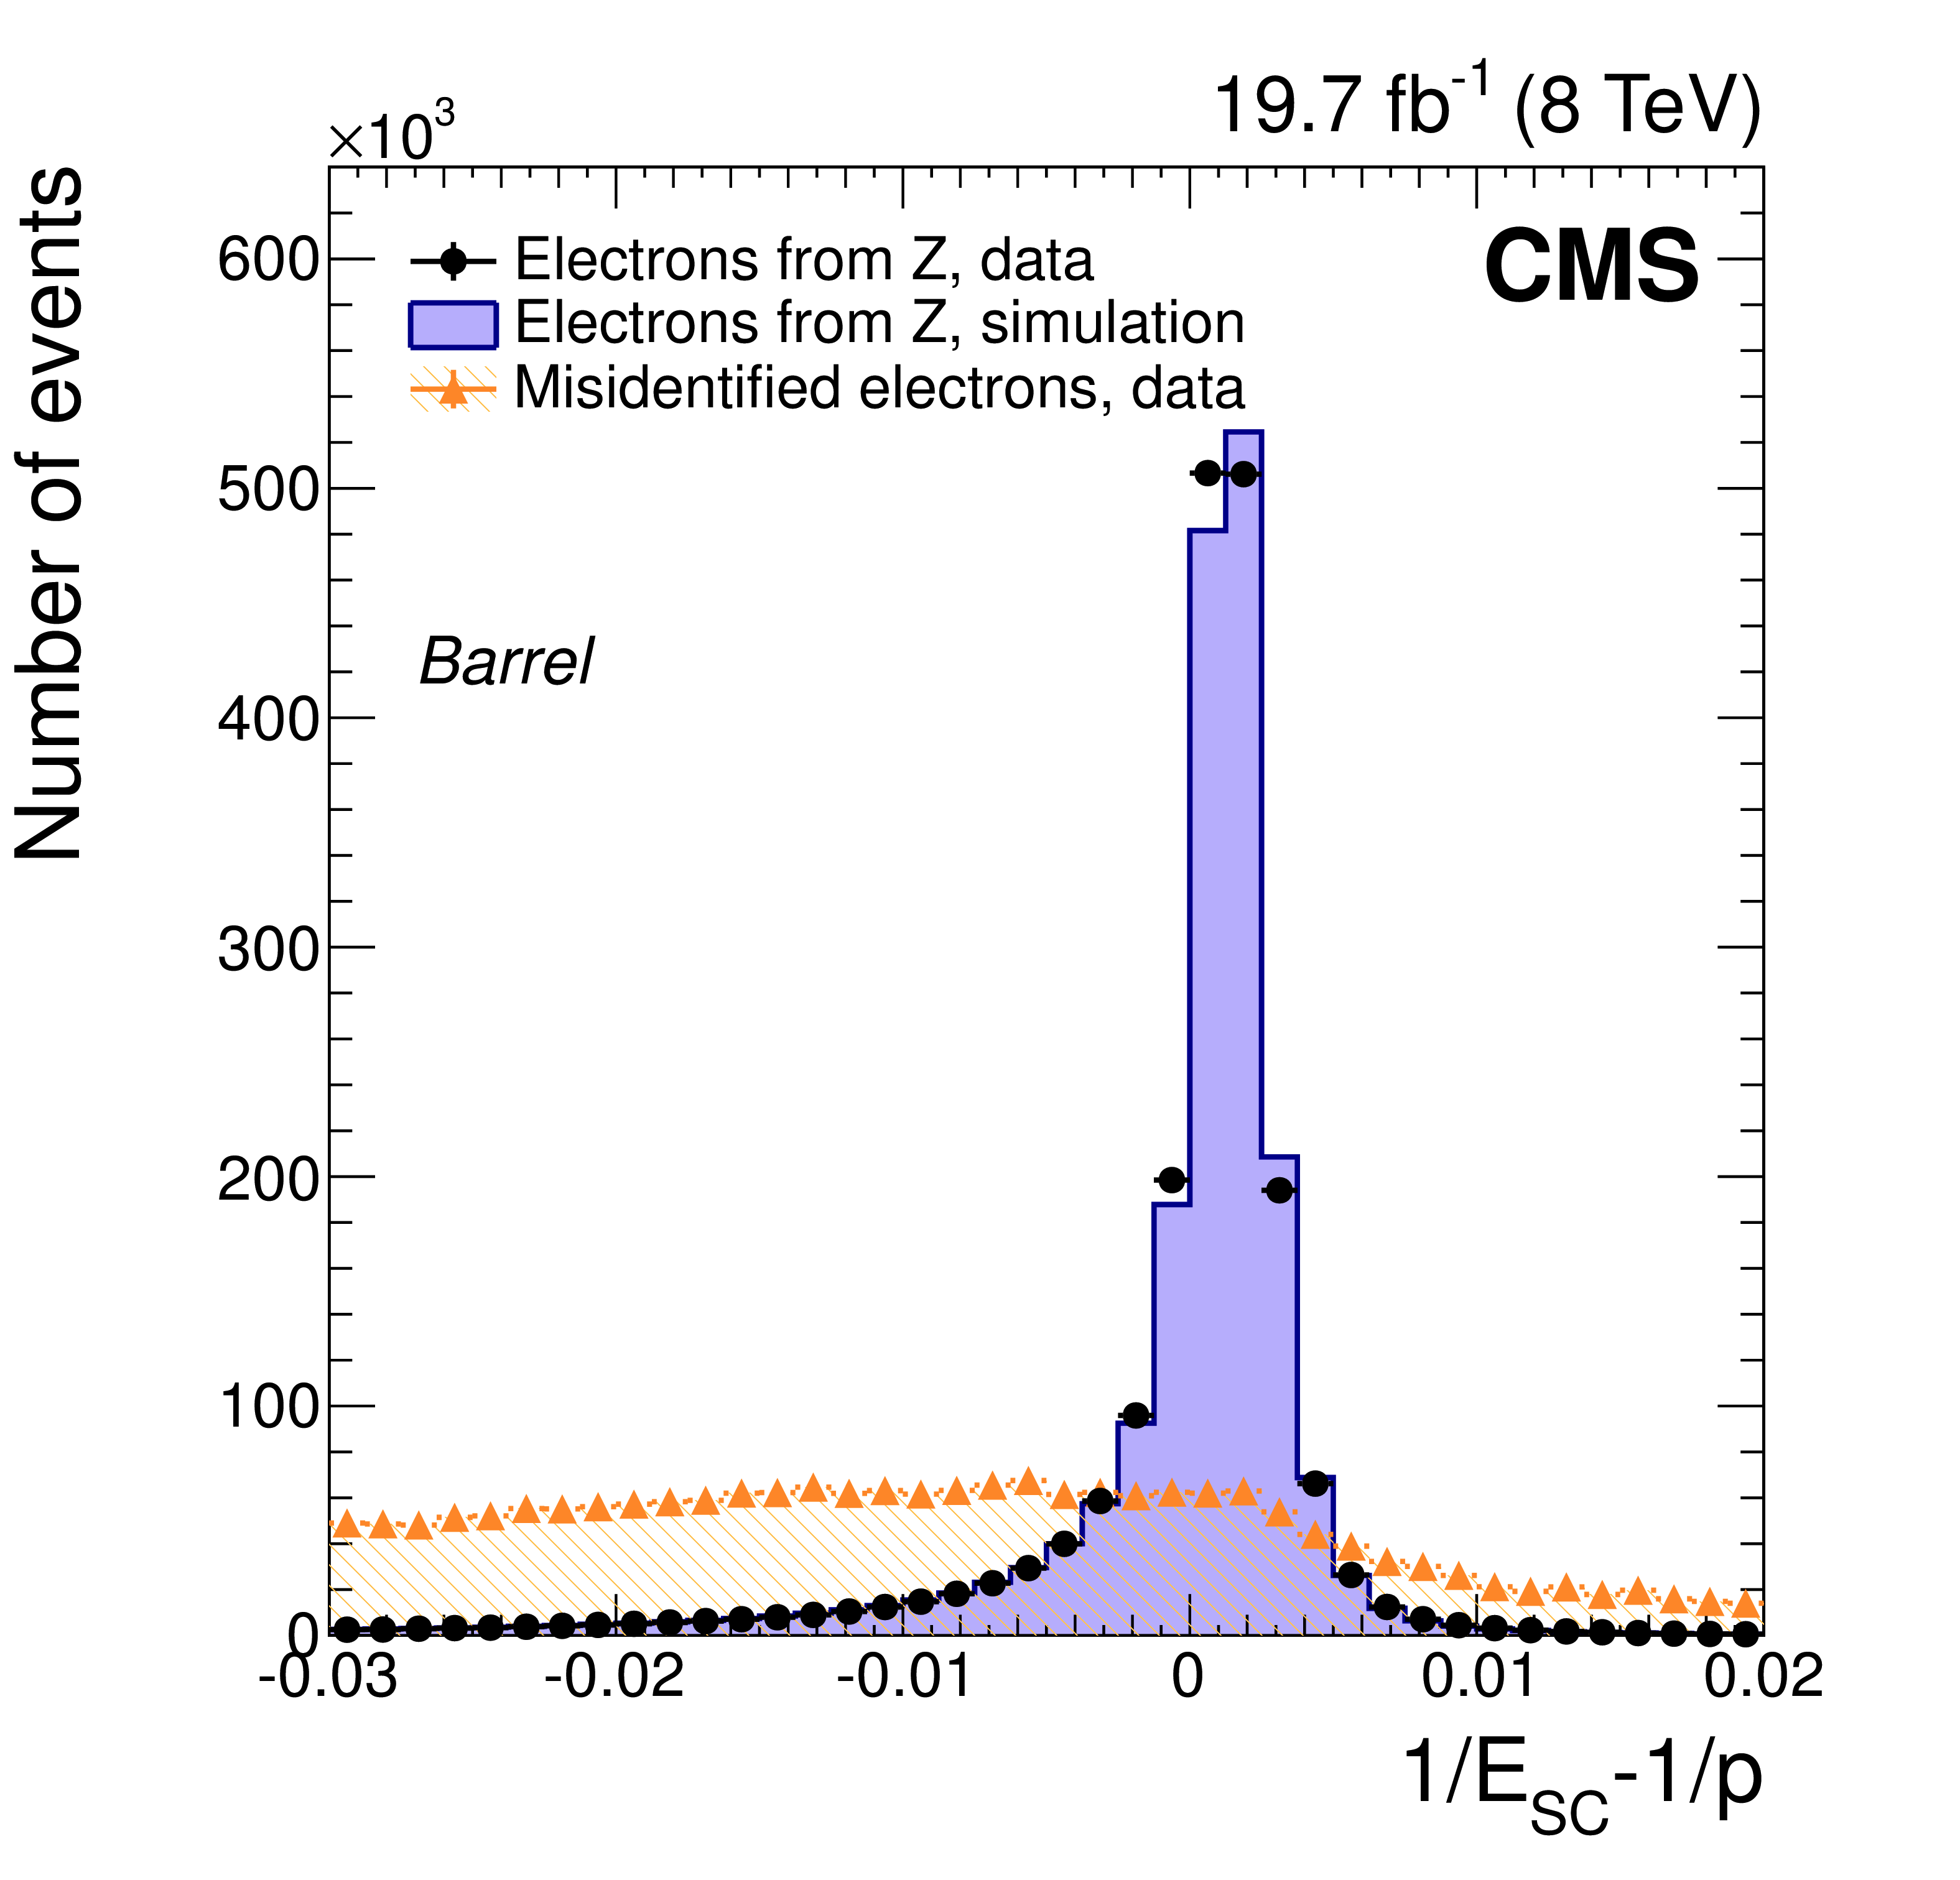 19.7 fb⁻¹ (8 TeV)
×10³
Number of events
CMS
Electrons from Z, data
Electrons from Z, simulation
Misidentified electrons, data
Barrel
600
500
400
300
200
100
0
-0.03 -0.02 -0.01 0 0.01 0.02
1/E_SC-1/p